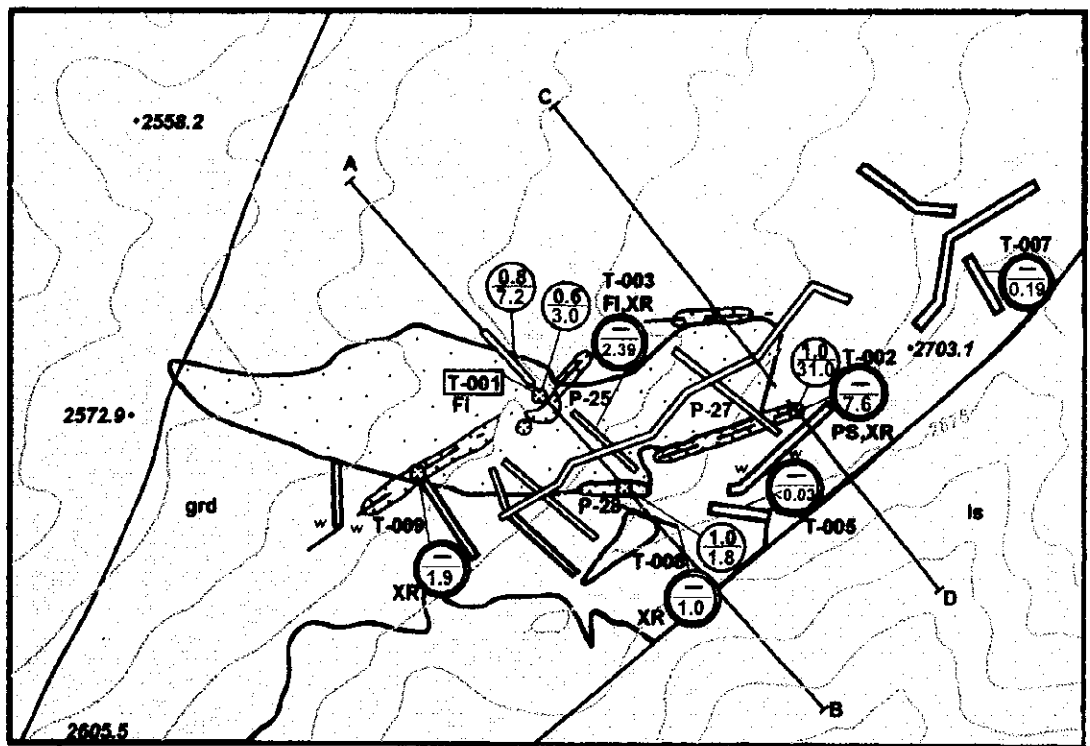 C
2558.2
A
T-007
—
0.19
0.8
7.2
0.6
3.0
T-003
FI,XR
—
2.39
1.0
31.0
T-002
2703.1
T-001
Fi
P-25
P-27
—
7.6
PS,XR
2675
2572.9
w
w
—
<0.03
grd
P-28
ls
w
w
T-009
T-005
1.0
1.8
—
1.9
XR
—
1.0
XR
D
B
2605.5